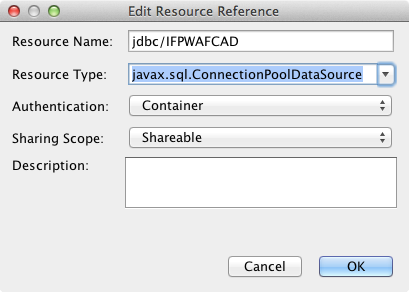 Edit Resource Reference
Resource Name: jdbc/IFPWAFCAD
Resource Type: javax.sql.ConnectionPoolDataSource
Authentication: Container
Sharing Scope: Shareable
Description:
Cancel OK